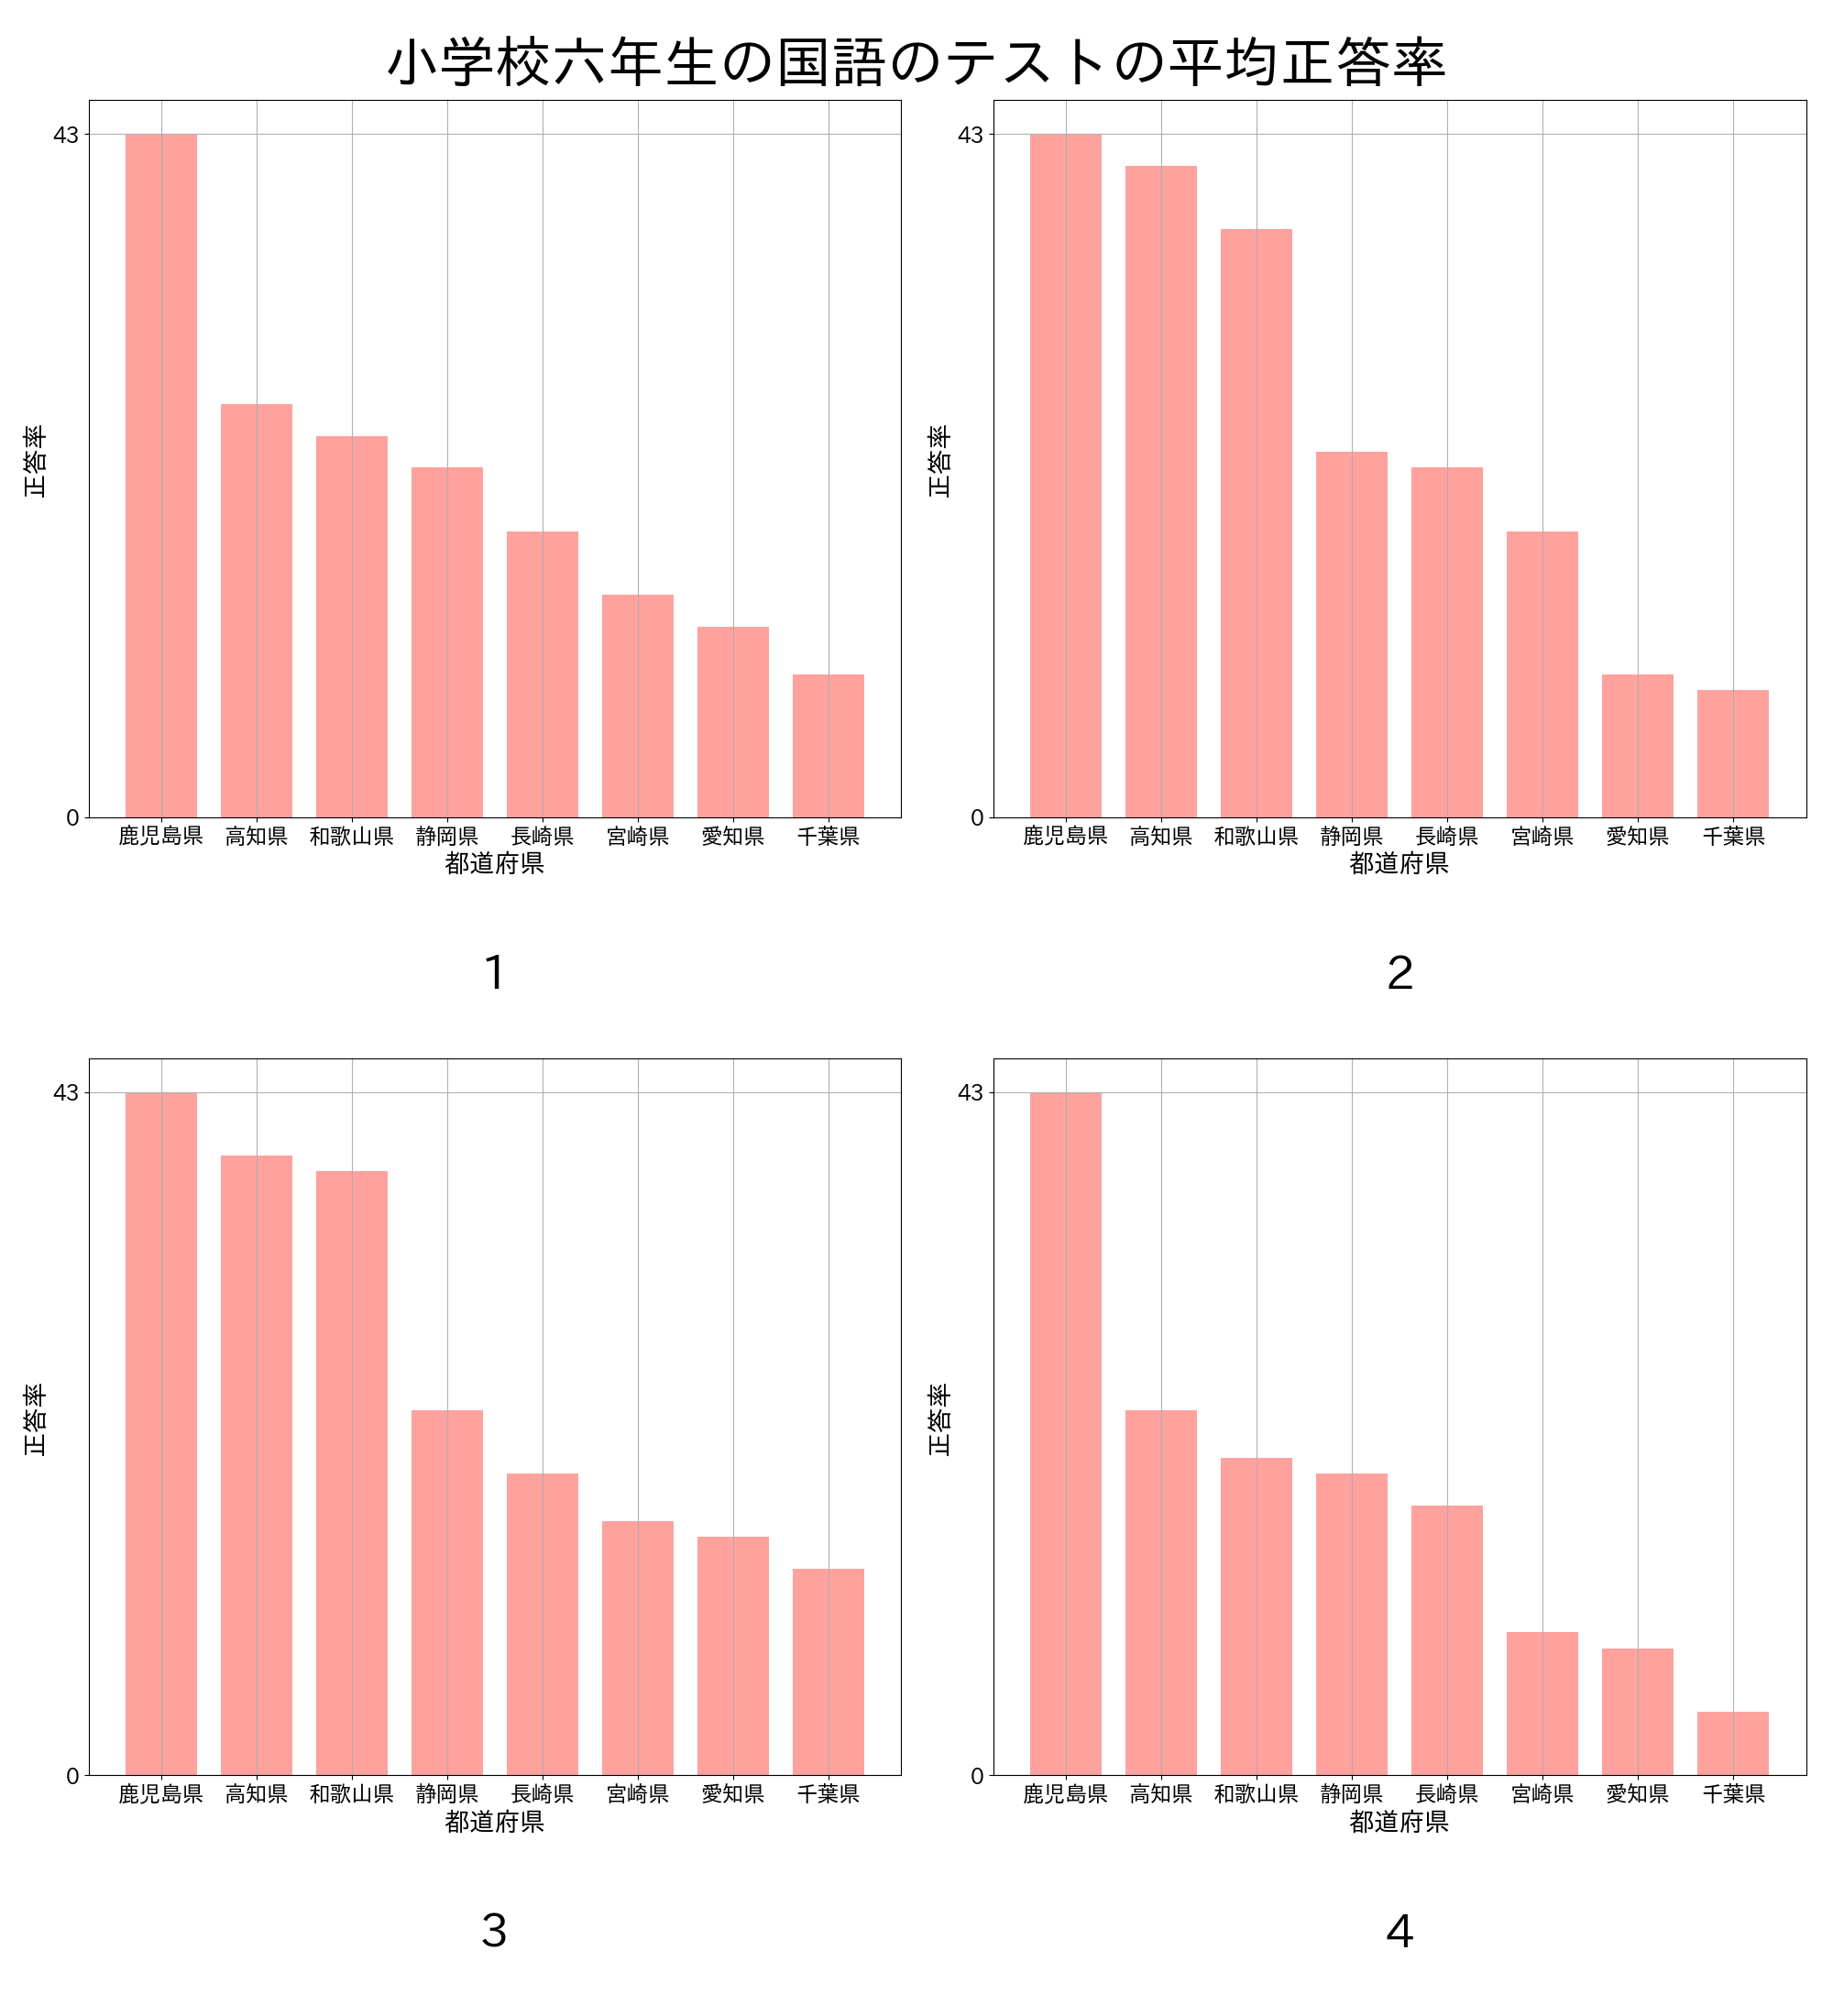 小学校六年生の国語のテストの平均正答率
43
正答率
0
鹿児島県 高知県 和歌山県 静岡県 長崎県 宮崎県 愛知県 千葉県
都道府県
1
43
正答率
0
鹿児島県 高知県 和歌山県 静岡県 長崎県 宮崎県 愛知県 千葉県
都道府県
2
43
正答率
0
鹿児島県 高知県 和歌山県 静岡県 長崎県 宮崎県 愛知県 千葉県
都道府県
3
43
正答率
0
鹿児島県 高知県 和歌山県 静岡県 長崎県 宮崎県 愛知県 千葉県
都道府県
4